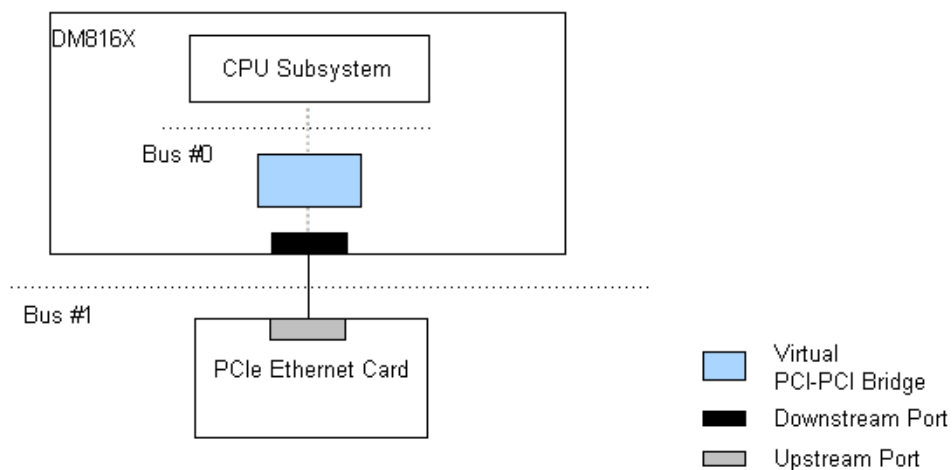 DM816X
CPU Subsystem
Bus #0
Bus #1
PCIe Ethernet Card
Virtual
PCI-PCI Bridge
Downstream Port
Upstream Port